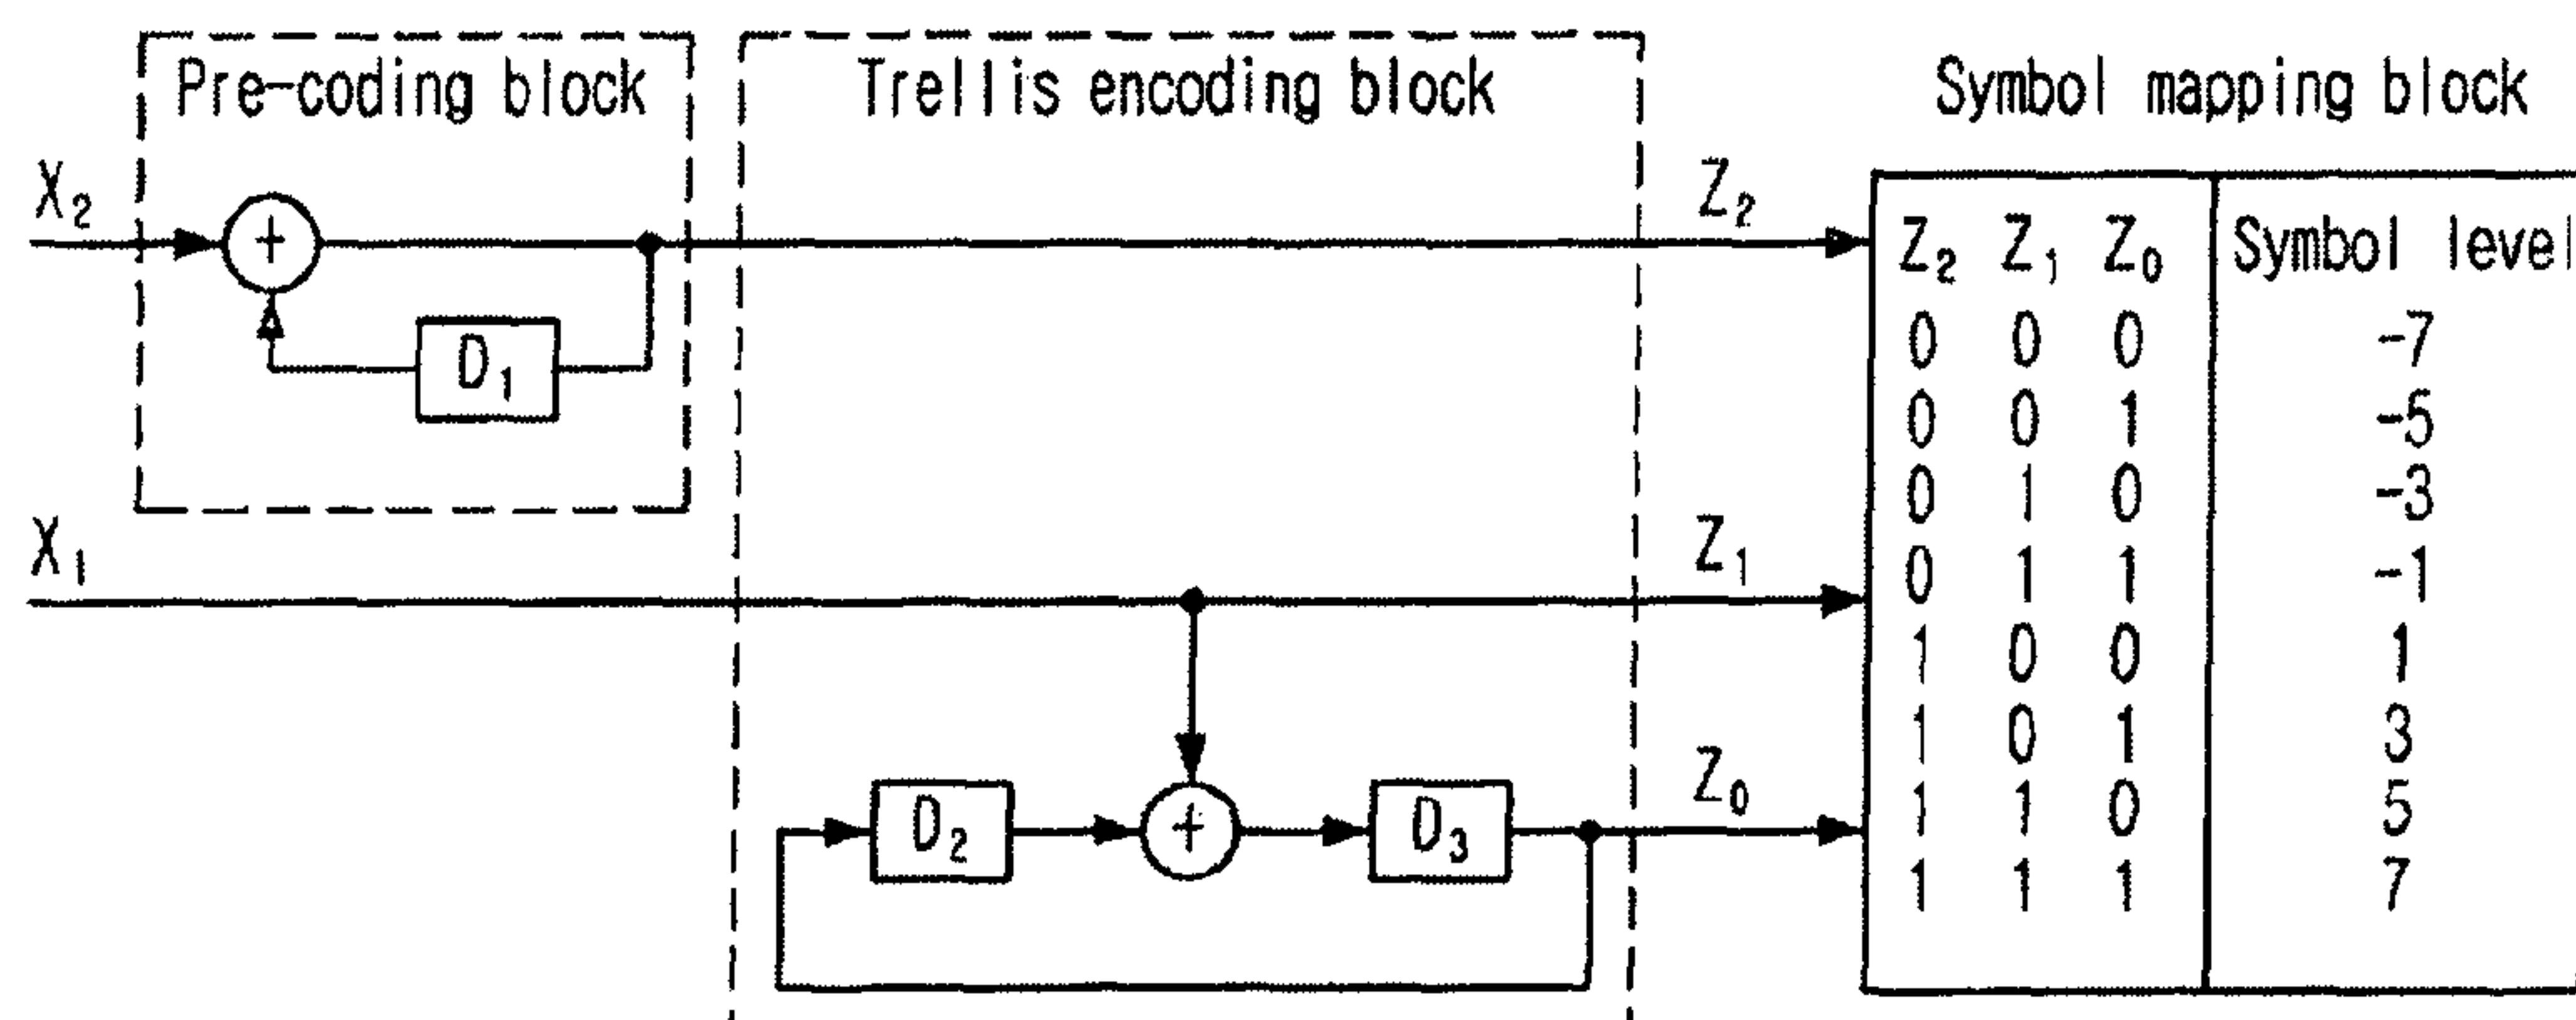 Pre-coding block
Trellis encoding block
Symbol mapping block
X₂
+
D₁
Z₂
X₁
Z₁
D₂
+
D₃
Z₀
Z₂ Z₁ Z₀ Symbol level
0 0 0 -7
0 0 1 -5
0 1 0 -3
0 1 1 -1
1 0 0 1
1 0 1 3
1 1 0 5
1 1 1 7